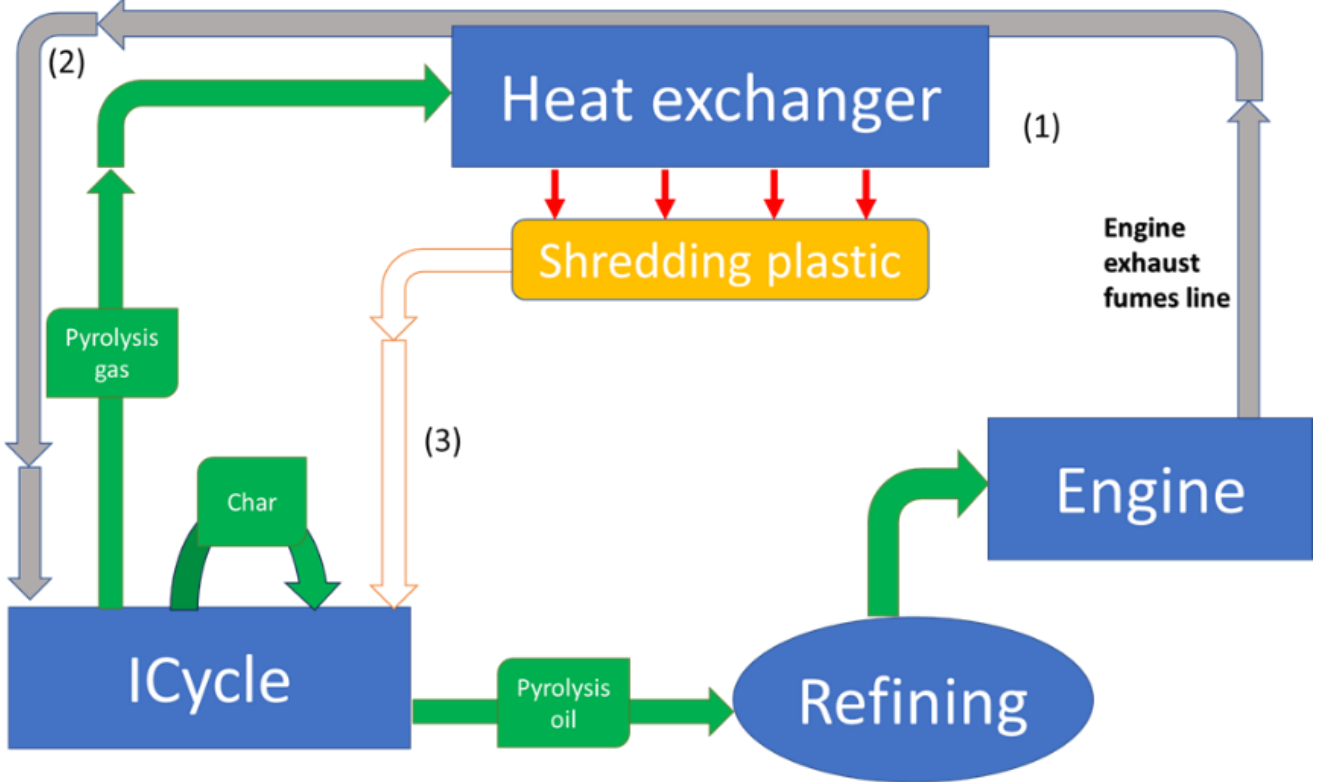 (2)
Heat exchanger
(1)
Shredding plastic
Engine
exhaust
fumes line
Pyrolysis
gas
(3)
Char
Engine
ICycle
Pyrolysis
oil
Refining